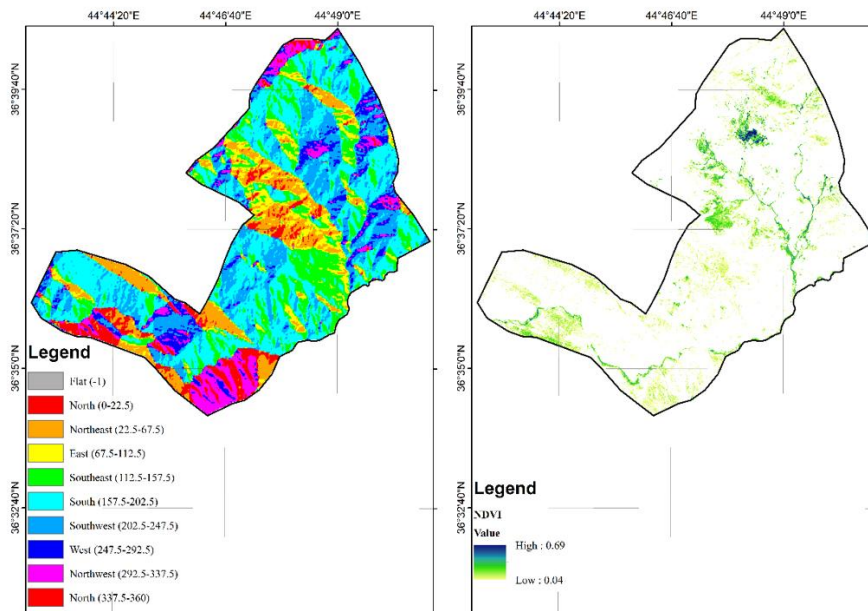 44°44'20"E 44°46'40"E 44°49'0"E
36°39'40"N
36°37'20"N
36°35'0"N
Legend
Flat (-1)
North (0-22.5)
Northeast (22.5-67.5)
East (67.5-112.5)
Southeast (112.5-157.5)
South (157.5-202.5)
Southwest (202.5-247.5)
West (247.5-292.5)
Northwest (292.5-337.5)
North (337.5-360)
44°44'20"E 44°46'40"E 44°49'0"E
36°39'40"N
36°37'20"N
36°35'0"N
36°32'40"N
Legend
NDVI
Value
High : 0.69
Low : 0.04